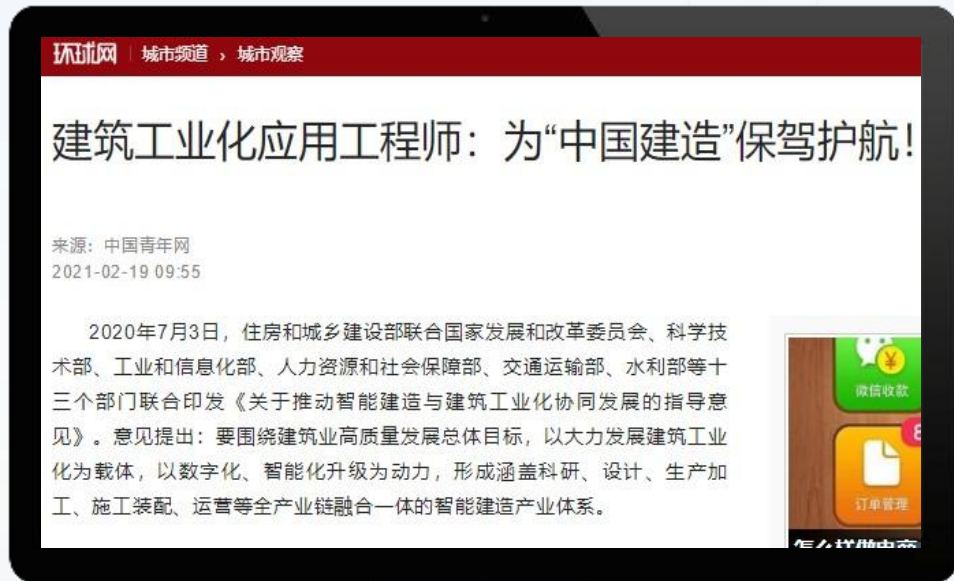 环球网 城市频道 › 城市观察
建筑工业化应用工程师：为“中国建造”保驾护航！
来源：中国青年网
2021-02-19 09:55
2020年7月3日，住房和城乡建设部联合国家发展和改革委员会、科学技
术部、工业和信息化部、人力资源和社会保障部、交通运输部、水利部等十
三个部门联合印发《关于推动智能建造与建筑工业化协同发展的指导意
见》。意见提出：要围绕建筑业高质量发展总体目标，以大力发展建筑工业
化为载体，以数字化、智能化升级为动力，形成涵盖科研、设计、生产加
工、施工装配、运营等全产业链融合一体的智能建造产业体系。
¥
微信收款
8
订单管理
怎么样做电商